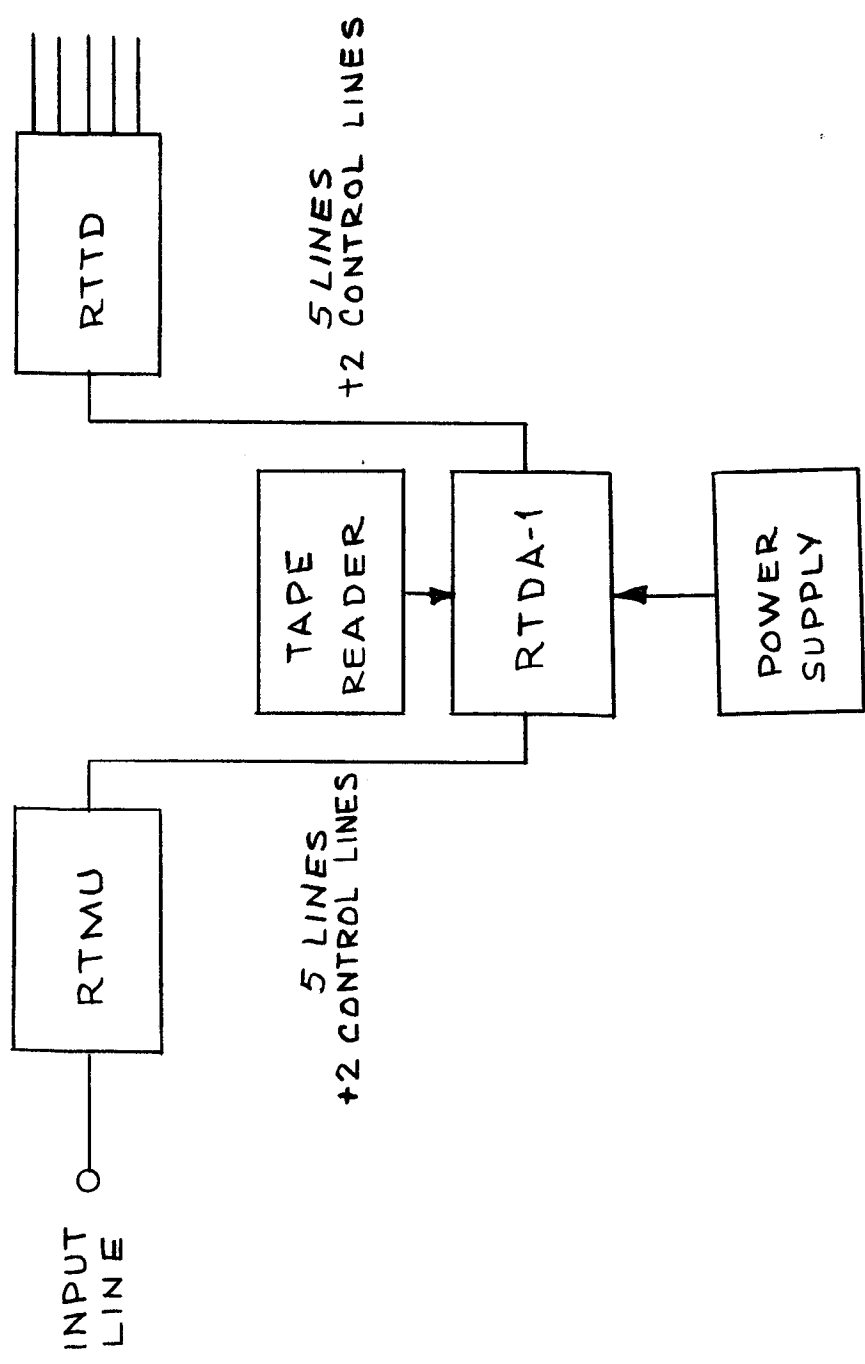 INPUT
LINE
RTMU
5 LINES
+2 CONTROL LINES
TAPE
READER
RTDA-1
POWER
SUPPLY
RTTD
5 LINES
+2 CONTROL LINES